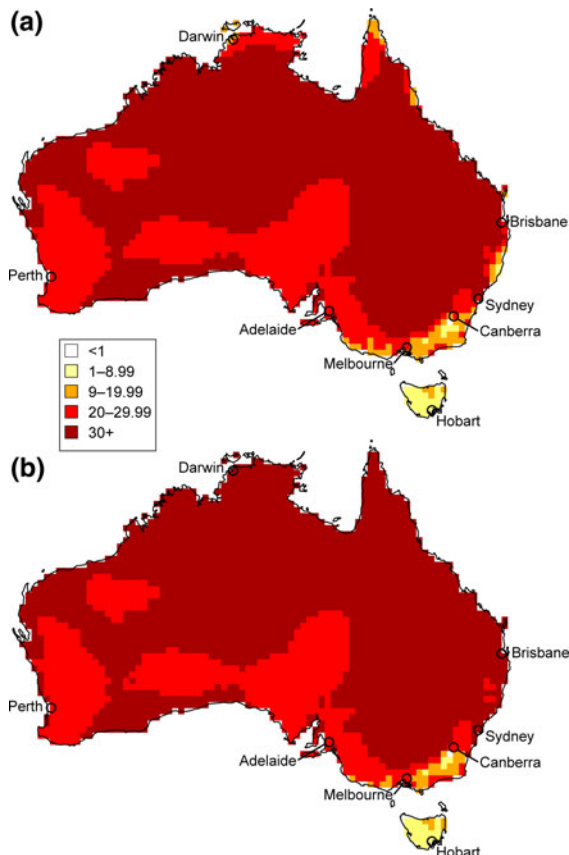 (a)
Darwin
Brisbane
Perth
Sydney
Adelaide
Canberra
Melbourne
<1
1–8.99
9–19.99
20–29.99
30+
Hobart
(b)
Darwin
Brisbane
Perth
Sydney
Adelaide
Canberra
Melbourne
Hobart